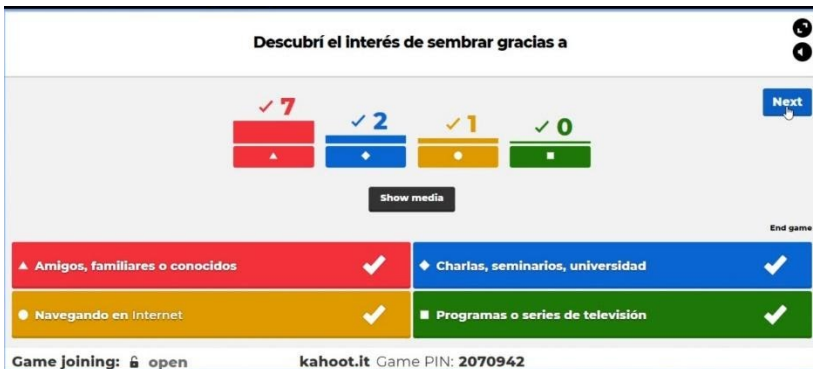 Descubrí el interés de sembrar gracias a
7
2
1
0
Next
Show media
End game
Amigos, familiares o conocidos
Charlas, seminarios, universidad
Navegando en Internet
Programas o series de televisión
Game joining: open
kahoot.it Game PIN: 2070942